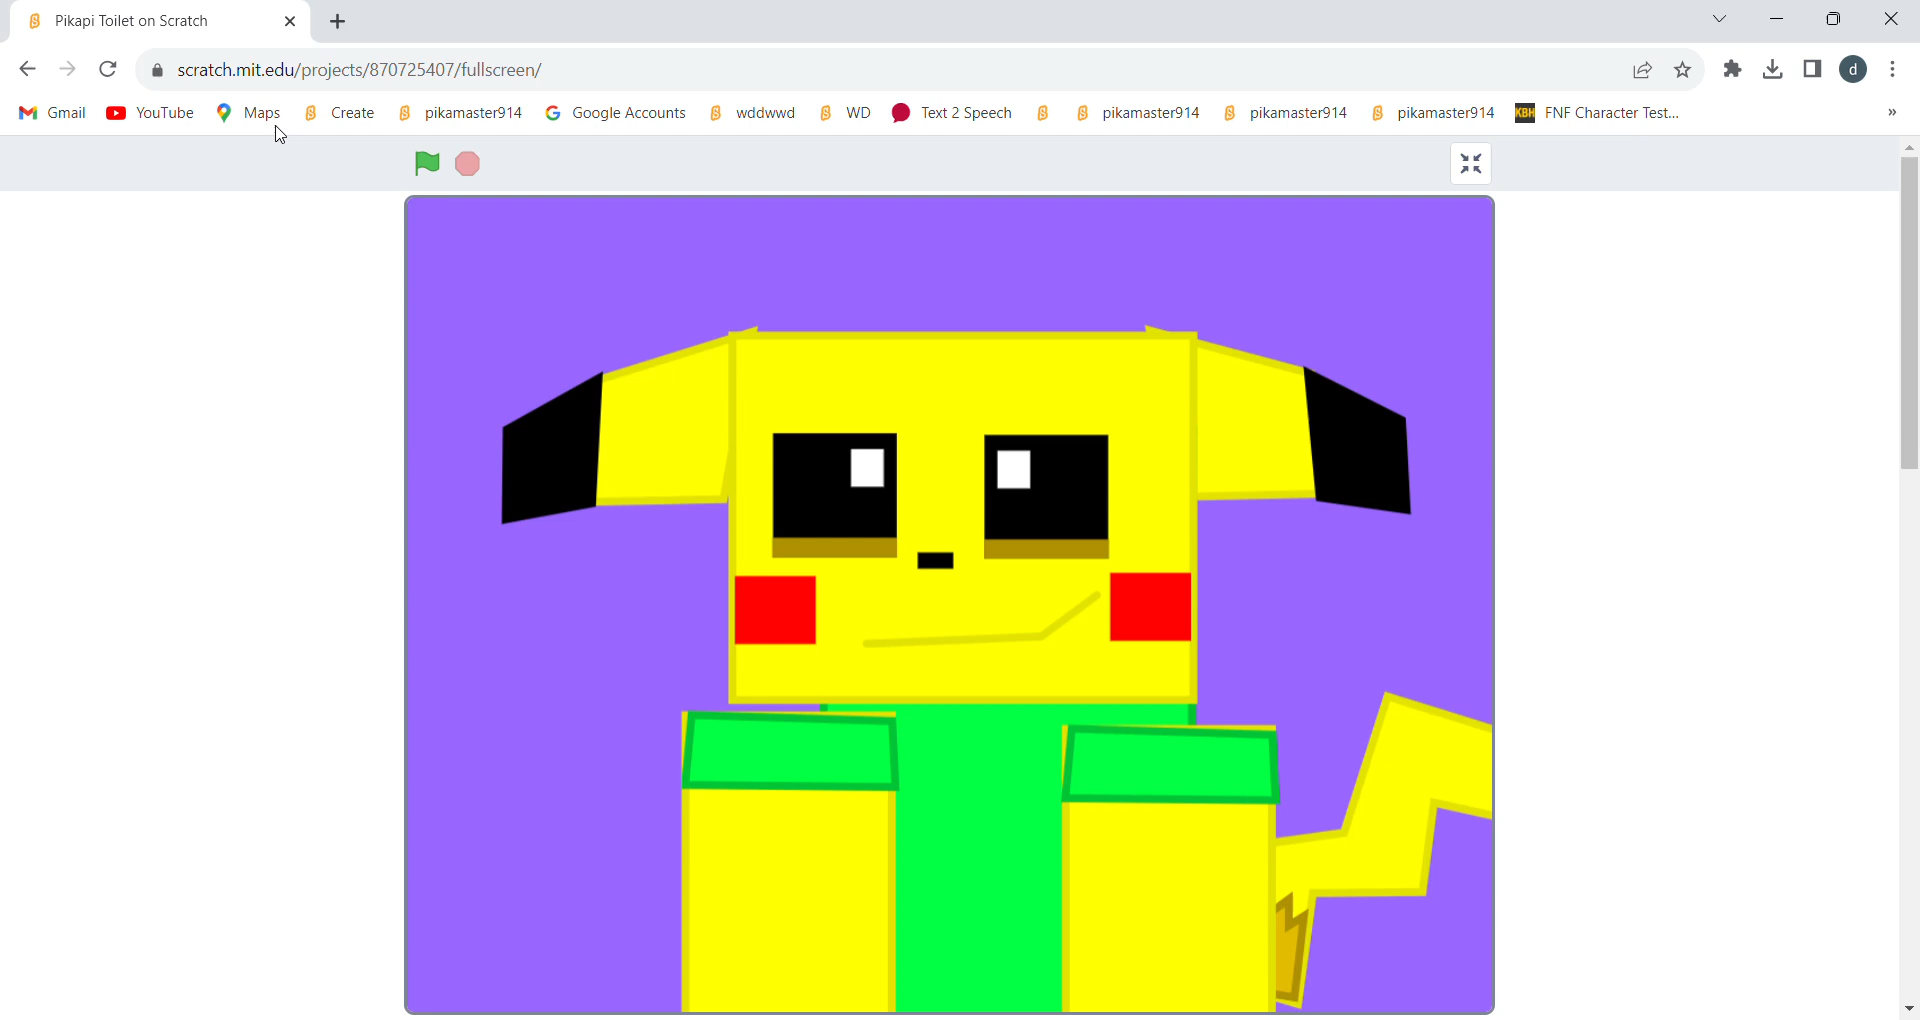 Pikapi Toilet on Scratch
scratch.mit.edu/projects/870725407/fullscreen/
d
Gmail YouTube Maps Create pikamaster914 Google Accounts wddwwd WD Text 2 Speech pikamaster914 pikamaster914 pikamaster914 KBH FNF Character Test... »